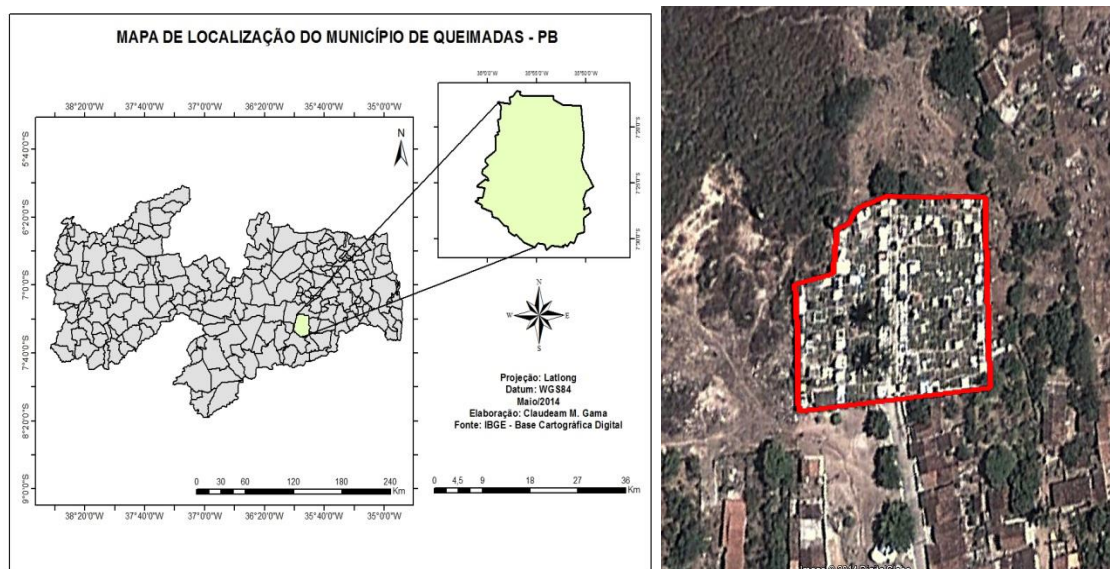 MAPA DE LOCALIZAÇÃO DO MUNICÍPIO DE QUEIMADAS - PB
38°20'0"W 37°40'0"W 37°0'0"W 36°20'0"W 35°40'0"W 35°0'0"W
5°40'0"S
6°20'0"S
7°0'0"S
7°40'0"S
8°20'0"S
9°0'0"S
N
38°20'0"W 37°40'0"W 37°0'0"W 36°20'0"W 35°40'0"W 35°0'0"W
0 30 60 120 180 240
Km
N
W E
S
Projeção: Latlong
Datum: WGS84
Maio/2014
Elaboração: Claudeam M. Gama
Fonte: IBGE - Base Cartográfica Digital
0 4,5 9 18 27 36
Km